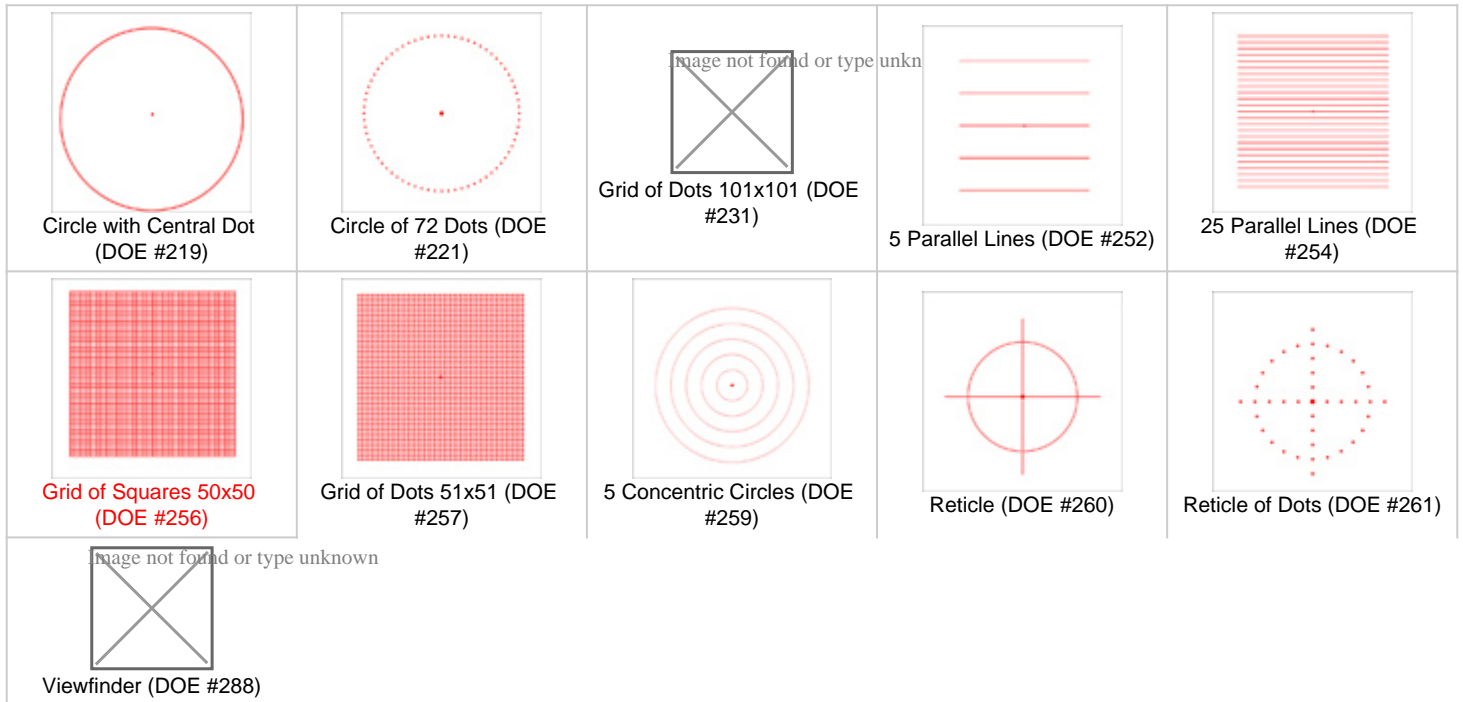 Circle with Central Dot
(DOE #219)
Circle of 72 Dots (DOE
#221)
Image not found or type unkn
Grid of Dots 101x101 (DOE
#231)
5 Parallel Lines (DOE #252)
25 Parallel Lines (DOE
#254)
Grid of Squares 50x50
(DOE #256)
Grid of Dots 51x51 (DOE
#257)
5 Concentric Circles (DOE
#259)
Reticle (DOE #260)
Reticle of Dots (DOE #261)
Image not found or type unknown
Viewfinder (DOE #288)